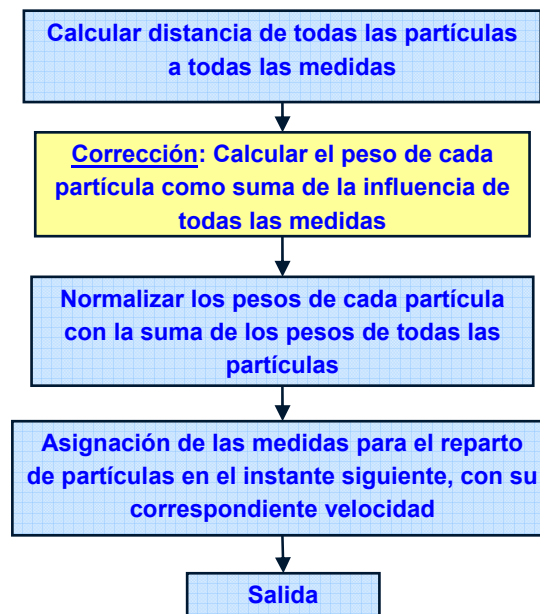 Calcular distancia de todas las partículas
a todas las medidas
Corrección: Calcular el peso de cada
partícula como suma de la influencia de
todas las medidas
Normalizar los pesos de cada partícula
con la suma de los pesos de todas las
partículas
Asignación de las medidas para el reparto
de partículas en el instante siguiente, con su
correspondiente velocidad
Salida